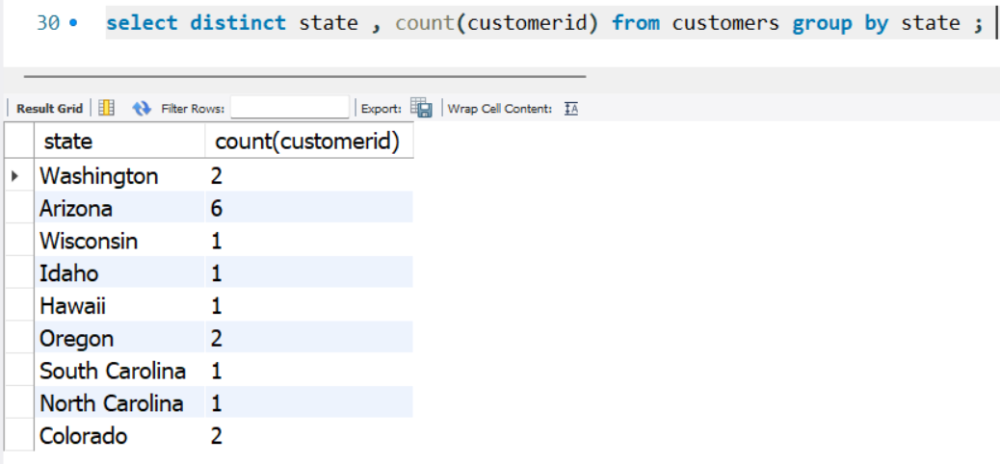 30 select distinct state , count(customerid) from customers group by state ;
Result Grid Filter Rows: Export: Wrap Cell Content: IA
state count(customerid)
Washington 2
Arizona 6
Wisconsin 1
Idaho 1
Hawaii 1
Oregon 2
South Carolina 1
North Carolina 1
Colorado 2